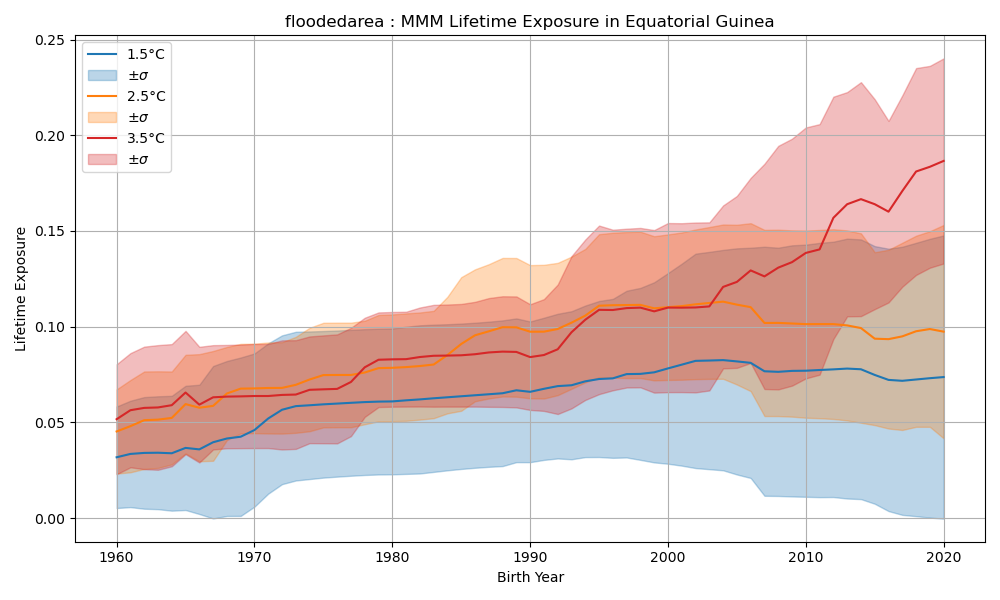 floodedarea : MMM Lifetime Exposure in Equatorial Guinea
0.25
0.20
0.15
0.10
0.05
0.00
Lifetime Exposure
1.5°C
±σ
2.5°C
±σ
3.5°C
±σ
1960 1970 1980 1990 2000 2010 2020
Birth Year